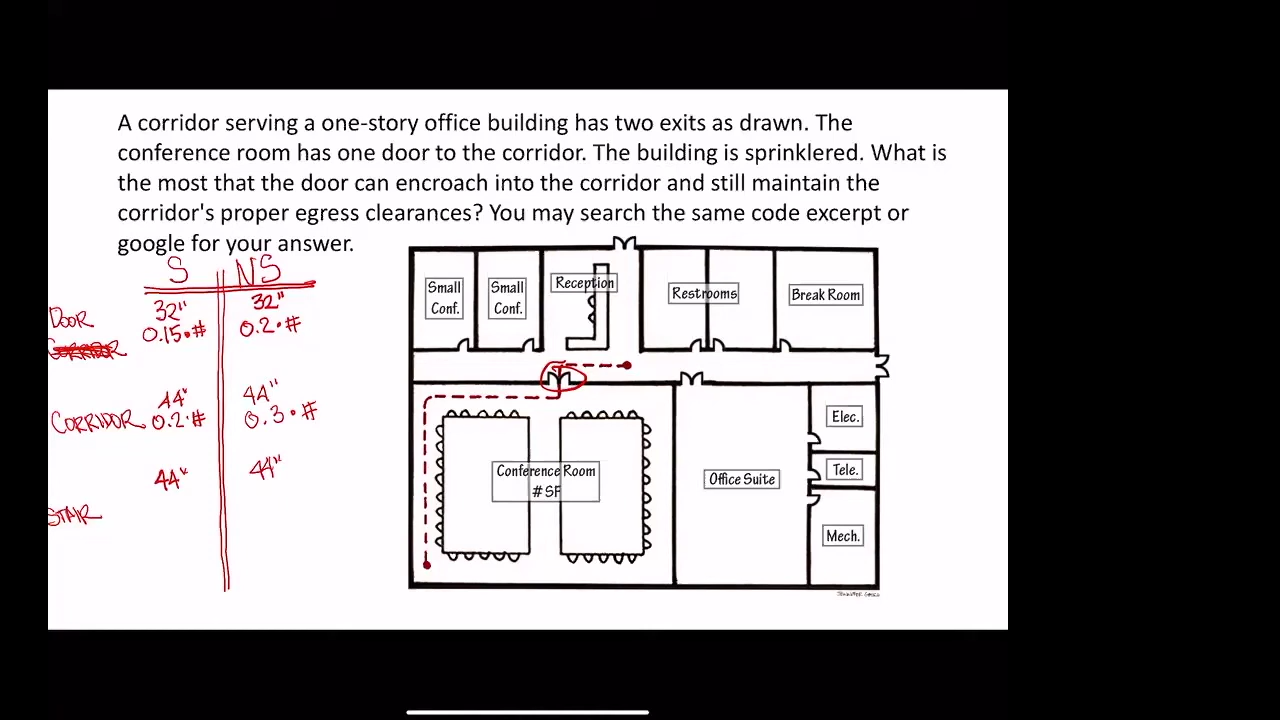 A corridor serving a one-story office building has two exits as drawn. The
conference room has one door to the corridor. The building is sprinklered. What is
the most that the door can encroach into the corridor and still maintain the
corridor's proper egress clearances? You may search the same code excerpt or
google for your answer.
S NS
DOOR 32" 32"
0.15•# 0.2•#
CORRIDOR
44" 44"
CORRIDOR 0.2•# 0.3•#
44" 44"
STAIR
Small
Conf.
Small
Conf.
Reception
Restrooms
Break Room
Conference Room
#SF
Office Suite
Elec.
Tele.
Mech.